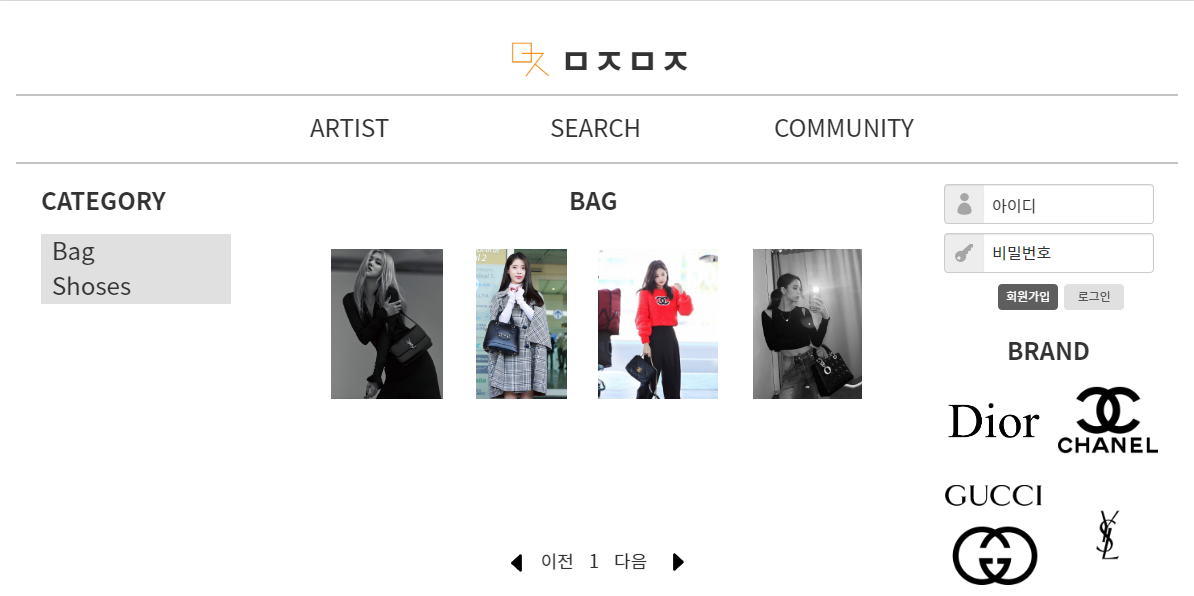 ㅁㅈㅁㅈ
ARTIST SEARCH COMMUNITY
CATEGORY
Bag
Shoses
BAG
아이디
비밀번호
회원가입 로그인
BRAND
Dior
CHANEL
GUCCI
YSL
이전 1 다음